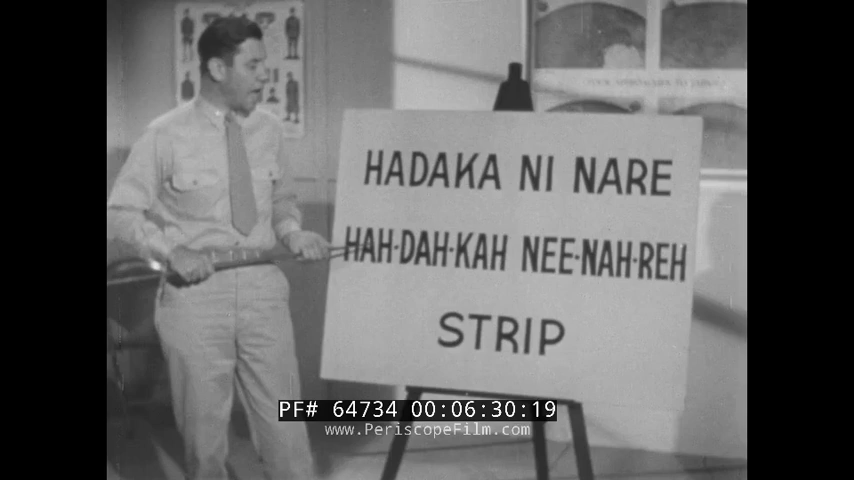 HADAKA NI NARE
HAH·DAH·KAH NEE·NAH·REH
STRIP
PF# 64734 00:06:30:19
www.PeriscopeFilm.com